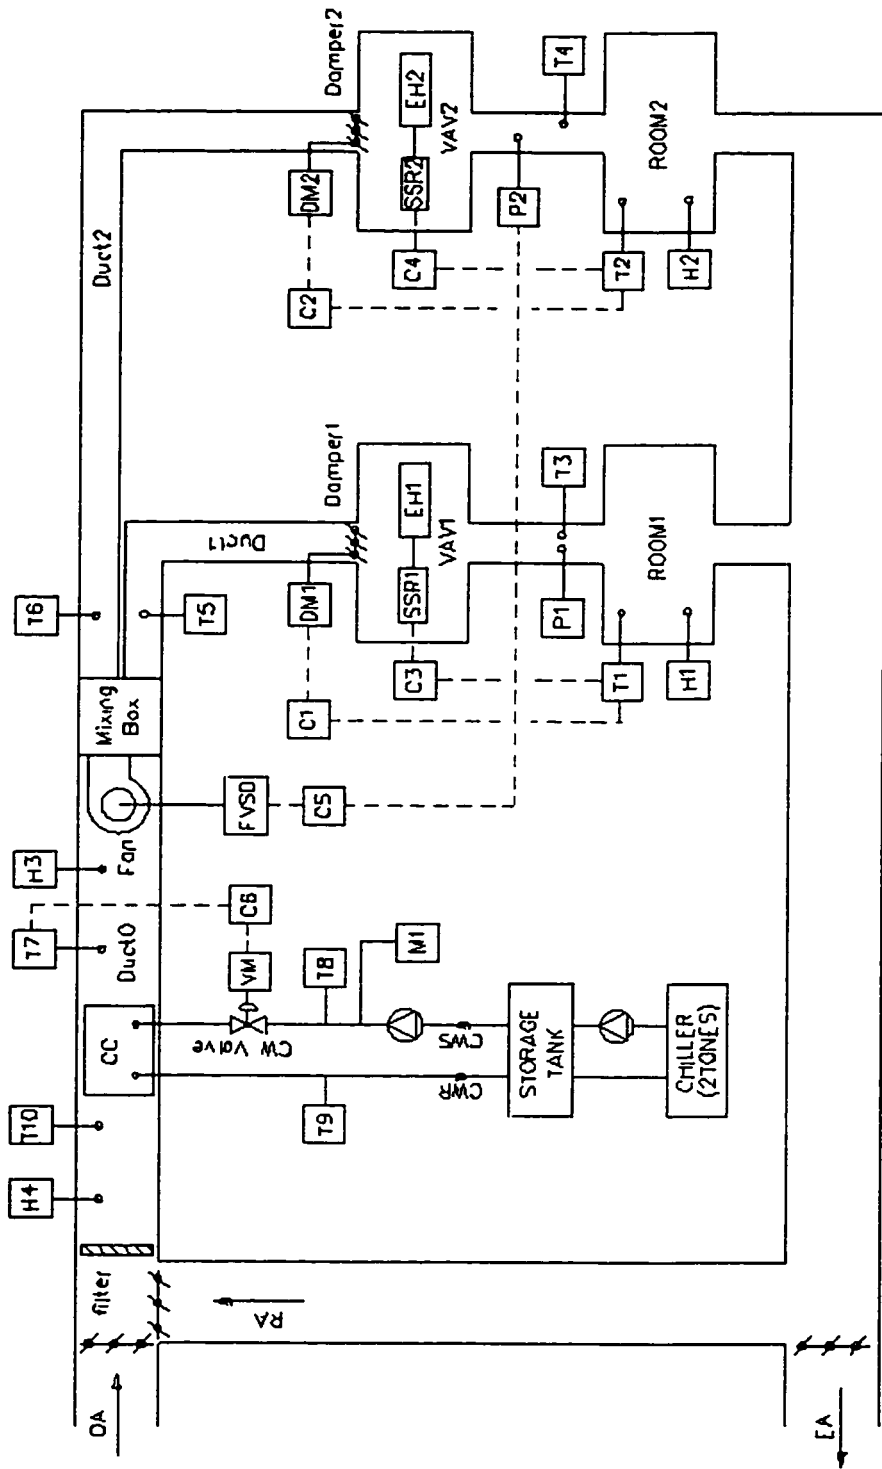 OA
filter
H4
T10
CC
T7
Duct0
H3
Fan
Mixing
Box
T6
T5
Duct2
RA
CW Valve
VM
C6
FVSD
C5
T9
T8
M1
CWR
CWS
STORAGE
TANK
CHILLER
(2TONES)
Duct1
Damper1
DM1
C1
SSR1
EH1
VAV1
C3
P1
T3
T1
H1
ROOM1
Damper2
DM2
C2
SSR2
EH2
VAV2
C4
P2
T4
T2
H2
ROOM2
EA